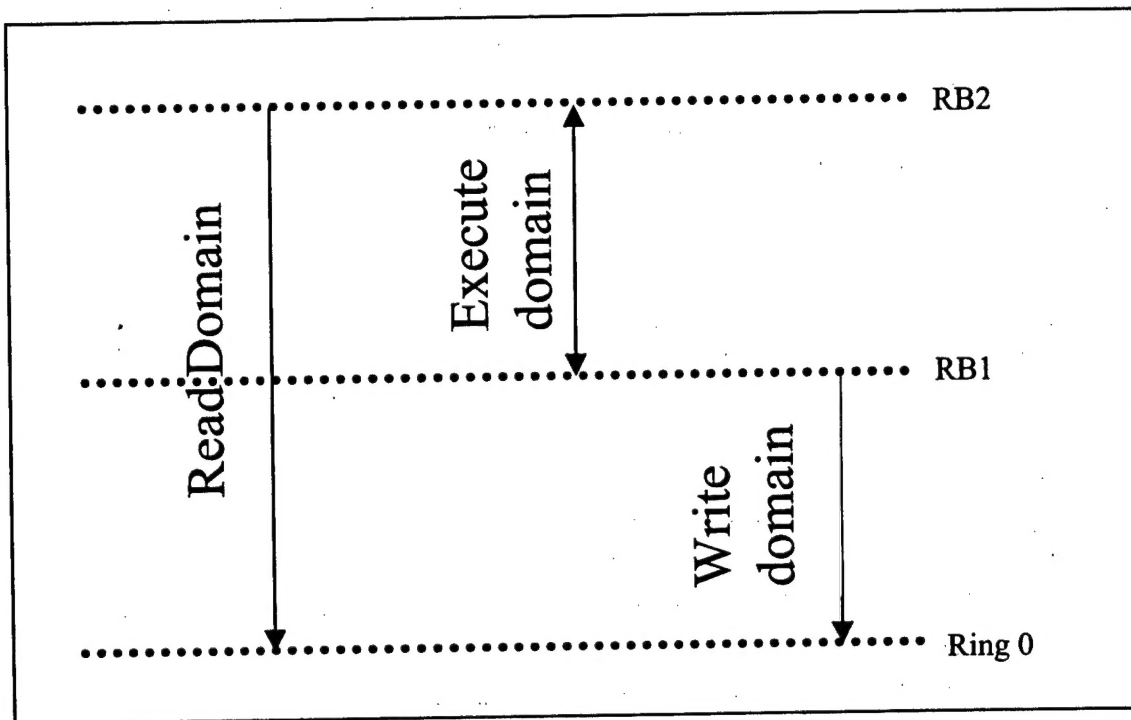 RB2
Read Domain
Execute
domain
RB1
Write
domain
Ring 0